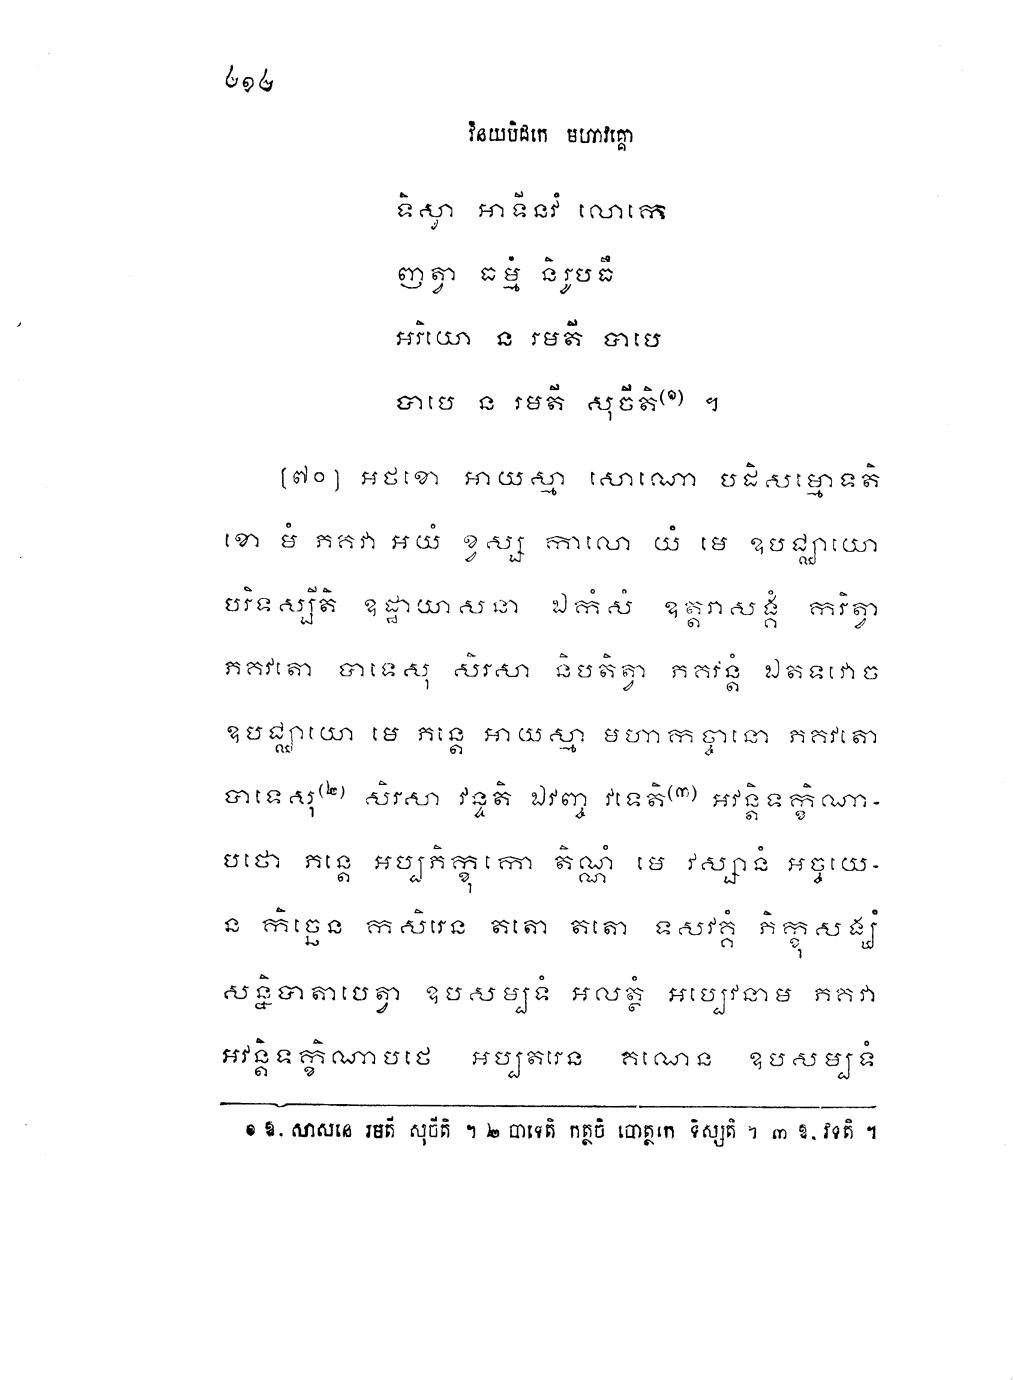 ៤១៤
វិនយបិដកេ មហាវគ្គោ
ទិស្វា អាទីនវំ លោកេ
ញត្វា ធម្មំ និរូបធឹ
អរិយោ ន រមតី បាបេ
បាបេ ន រមតី សុចីតិ(១) ។
[៧០] អថខោ អាយស្មា សោណោ បដិសម្មោទតិ
ខោ មំ ភគវា អយំ ខ្វស្ស កាលោ យំ មេ ឧបជ្ឈាយោ
បរិទស្សីតិ ឧដ្ឋាយាសនា ឯកំសំ ឧត្តរាសង្គំ ករិត្វា
ភគវតោ បាទេសុ សិរសា និបតិត្វា ភគវន្តំ ឯតទវោច
ឧបជ្ឈាយោ មេ ភន្តេ អាយស្មា មហាកច្ចានោ ភគវតោ
បាទេសុ(២) សិរសា វន្ទតិ ឯវញ្ច វទេតិ(៣) អវន្តិទក្ខិណា-
បថោ ភន្តេ អប្បភិក្ខុកោ តិណ្ណំ មេ វស្សានំ អច្ចយេ-
ន កិច្ឆេន កសិរេន តតោ តតោ ទសវគ្គំ ភិក្ខុសង្ឃំ
សន្និបាតាបេត្វា ឧបសម្បទំ អលត្ថំ អប្បេវនាម ភគវា
អវន្តិទក្ខិណាបថេ អប្បតរេន គណេន ឧបសម្បទំ
១ ឱ. សាសនេ រមតី សុចីតិ ។ ២ បាទេតិ កត្ថចិ បោត្ថកេ ទិស្សតិ ។ ៣ ឱ. វទតិ ។